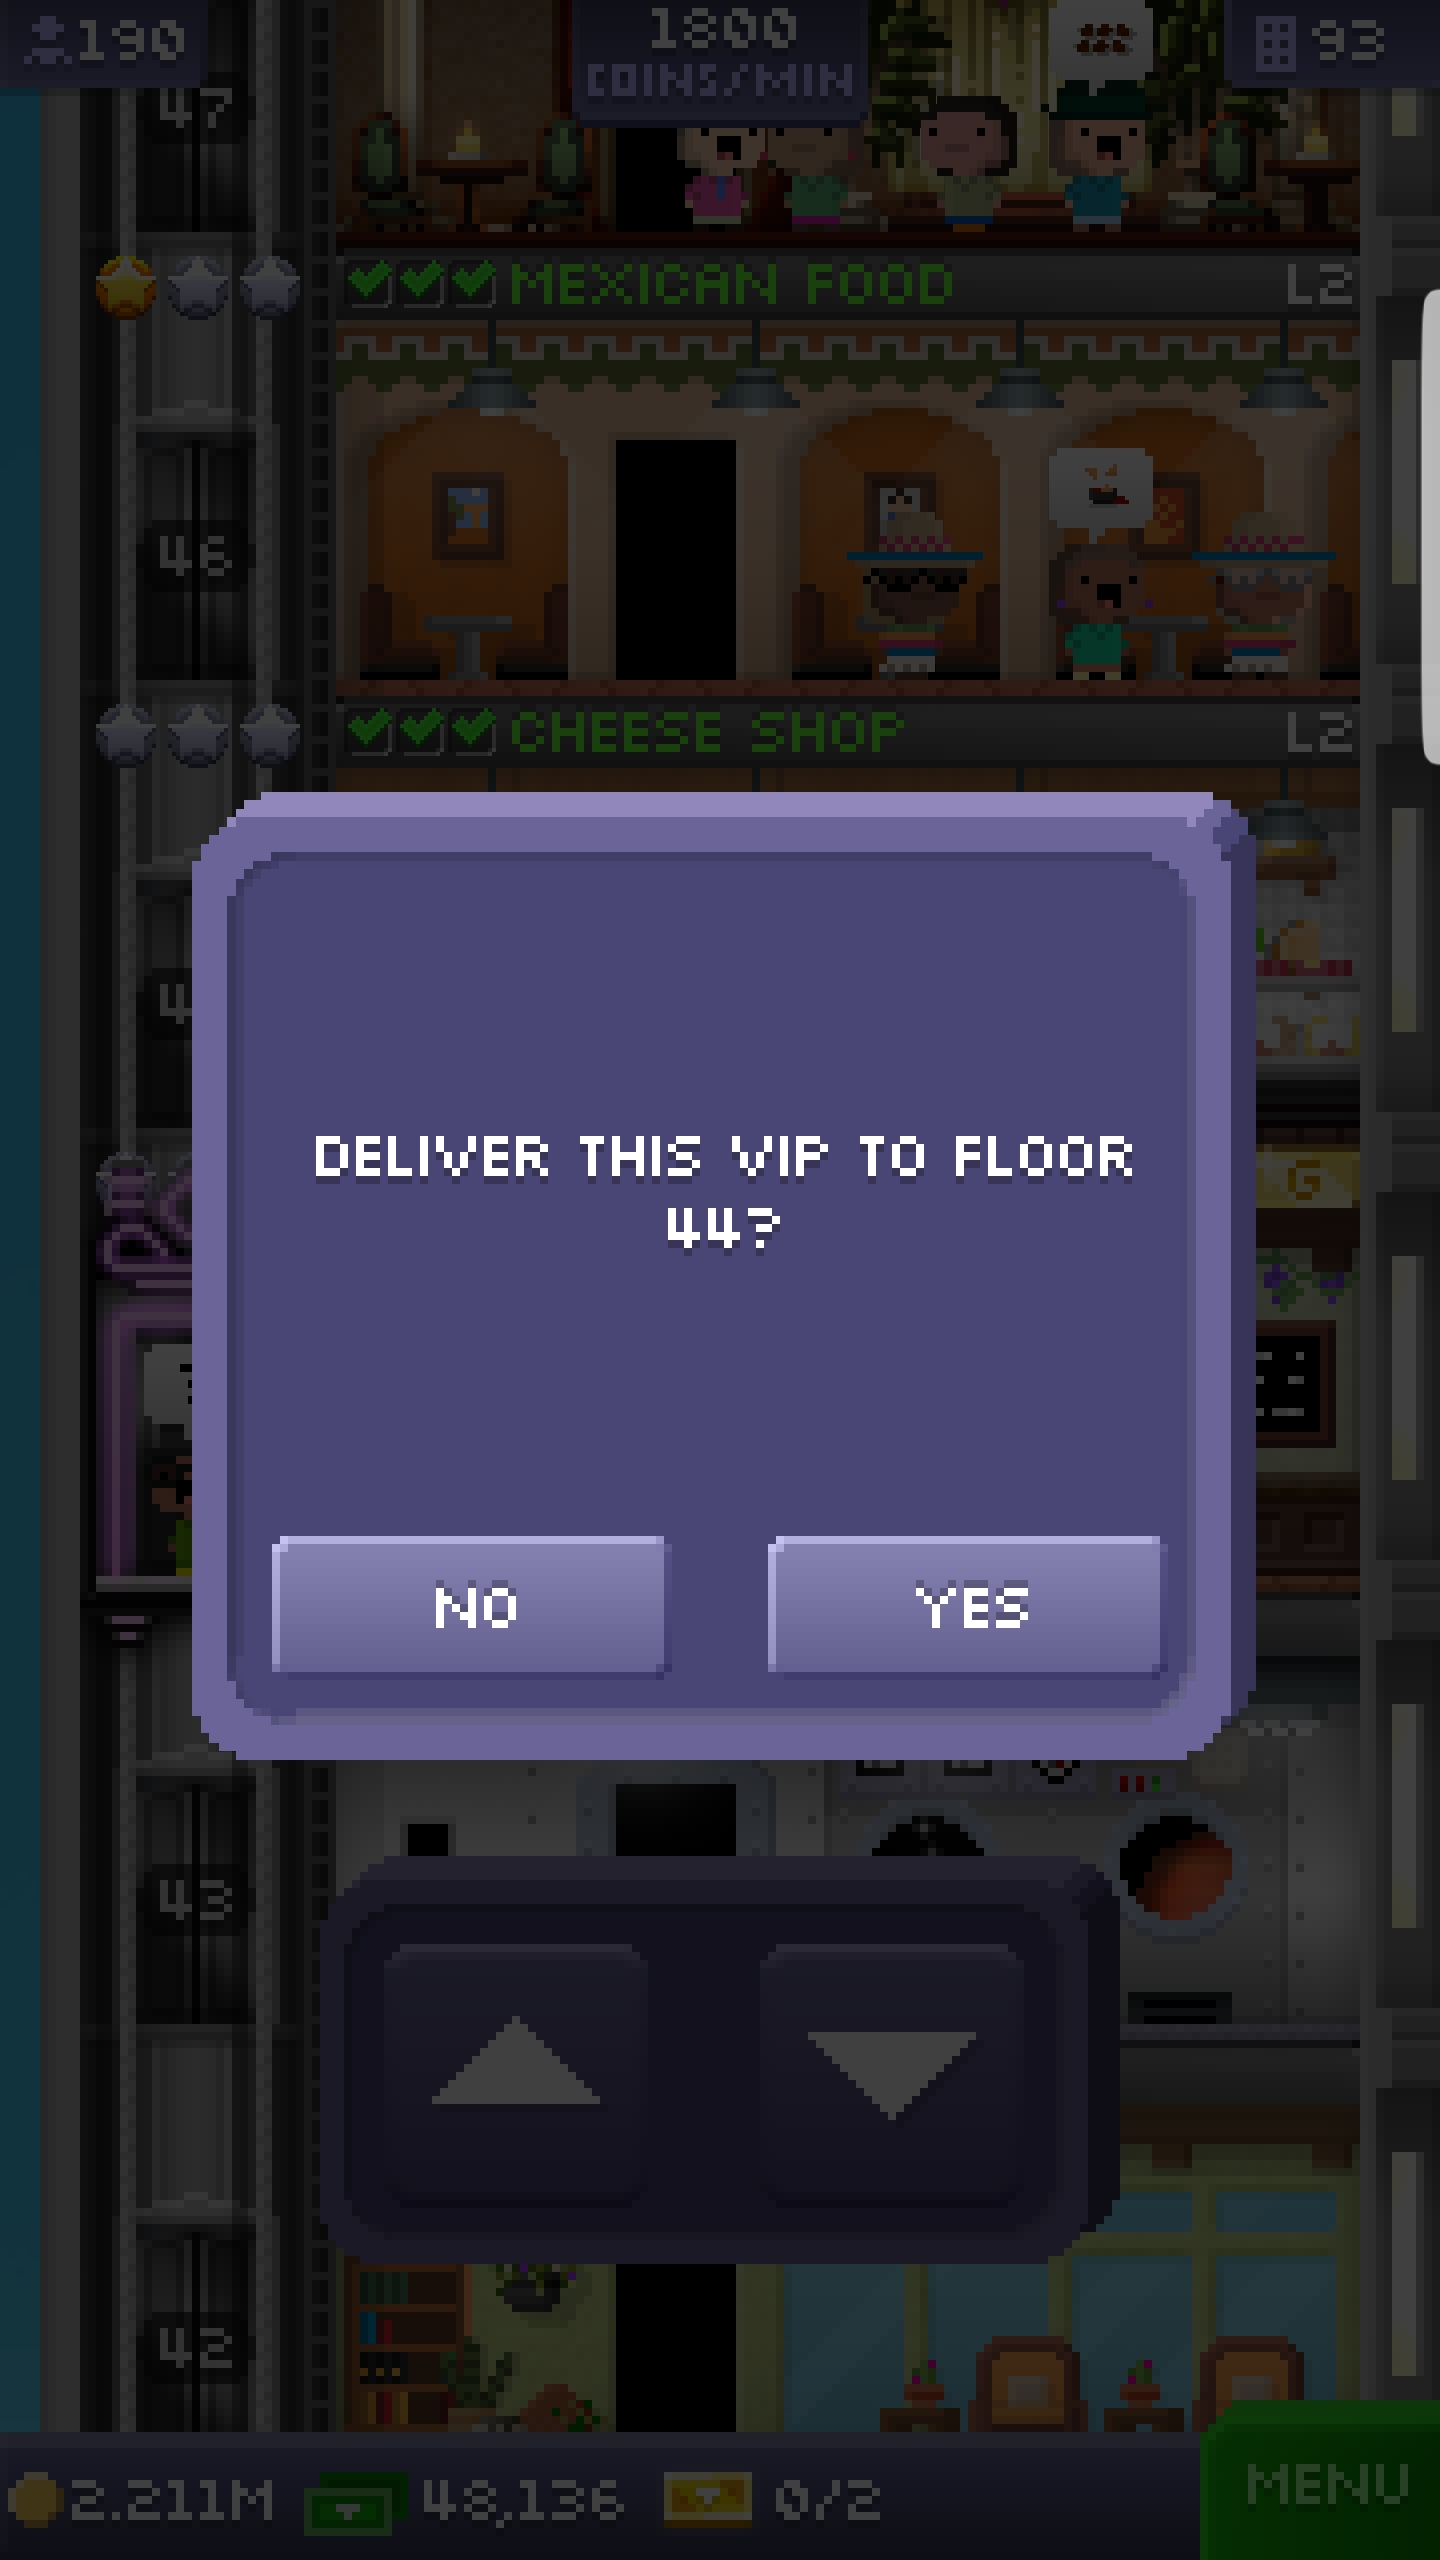 190
1800
COINS/MIN
93
47
MEXICAN FOOD
L2
46
CHEESE SHOP
L2
4
G
DELIVER THIS VIP TO FLOOR
44?
NO
YES
43
42
2.211M
48,136
0/2
MENU